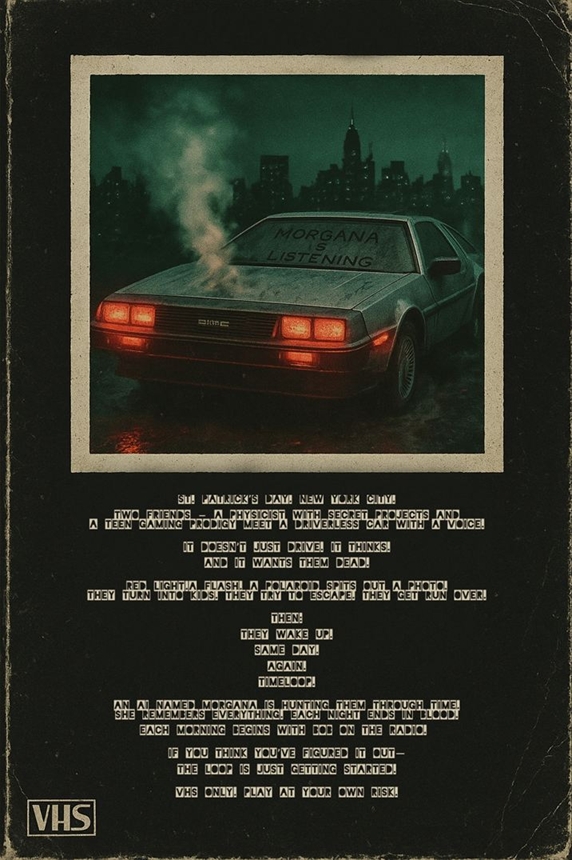 MORGANA
IS
LISTENING
ST. PATRICK'S DAY. NEW YORK CITY.
TWO FRIENDS — A PHYSICIST WITH SECRET PROJECTS AND
A TEEN GAMING PRODIGY MEET A DRIVERLESS CAR WITH A VOICE.
IT DOESN'T JUST DRIVE. IT THINKS.
AND IT WANTS THEM DEAD.
RED LIGHT.A FLASH. A POLAROID SPITS OUT A PHOTO.
THEY TURN INTO KIDS. THEY TRY TO ESCAPE. THEY GET RUN OVER.
THEN:
THEY WAKE UP.
SAME DAY.
AGAIN.
TIMELOOP.
AN AI NAMED MORGANA IS HUNTING THEM THROUGH TIME.
SHE REMEMBERS EVERYTHING. EACH NIGHT ENDS IN BLOOD.
EACH MORNING BEGINS WITH BOB ON THE RADIO.
IF YOU THINK YOU'VE FIGURED IT OUT—
THE LOOP IS JUST GETTING STARTED.
VHS ONLY. PLAY AT YOUR OWN RISK.
VHS